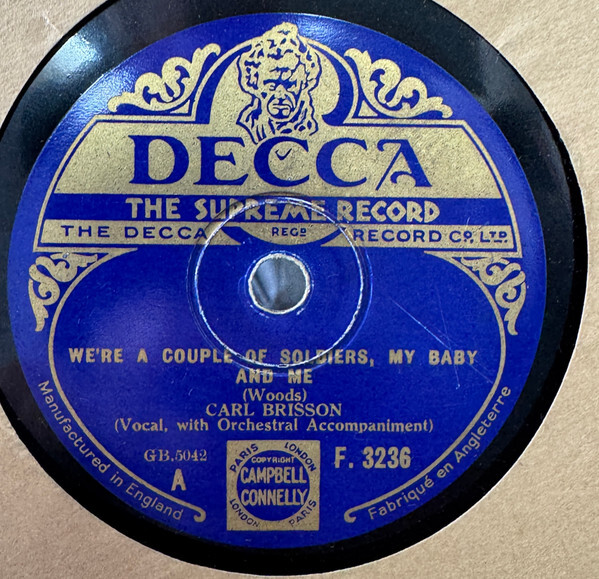 DECCA
THE SUPREME RECORD
THE DECCA REGD RECORD CO, LTD.
WE'RE A COUPLE OF SOLDIERS, MY BABY
AND ME
(Woods)
CARL BRISSON
(Vocal, with Orchestral Accompaniment)
GB.5042
A
PARIS LONDON
COPYRIGHT
CAMPBELL
CONNELLY
LONDON PARIS
F. 3236
Manufactured in England
Fabriqué en Angleterre